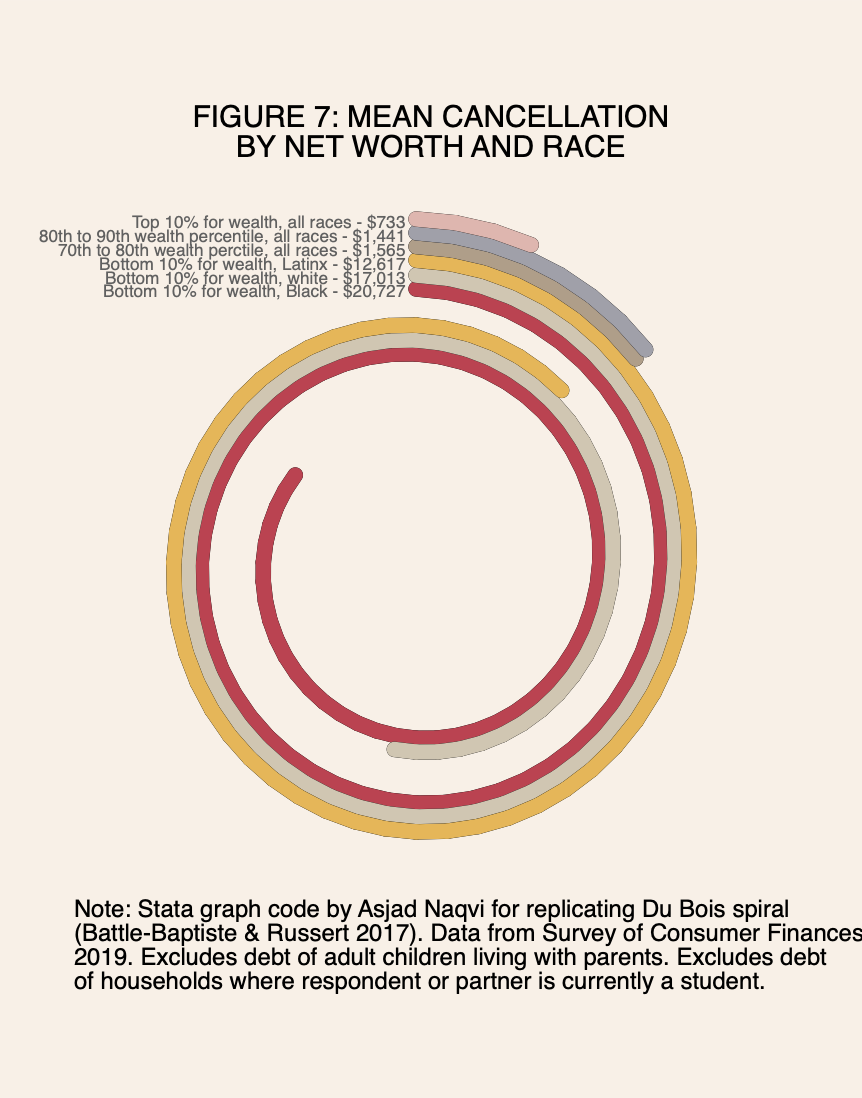 FIGURE 7: MEAN CANCELLATION
BY NET WORTH AND RACE
Top 10% for wealth, all races - $733
80th to 90th wealth percentile, all races - $1,441
70th to 80th wealth perctile, all races - $1,565
Bottom 10% for wealth, Latinx - $12,617
Bottom 10% for wealth, white - $17,013
Bottom 10% for wealth, Black - $20,727
Note: Stata graph code by Asjad Naqvi for replicating Du Bois spiral
(Battle-Baptiste & Russert 2017). Data from Survey of Consumer Finances
2019. Excludes debt of adult children living with parents. Excludes debt
of households where respondent or partner is currently a student.